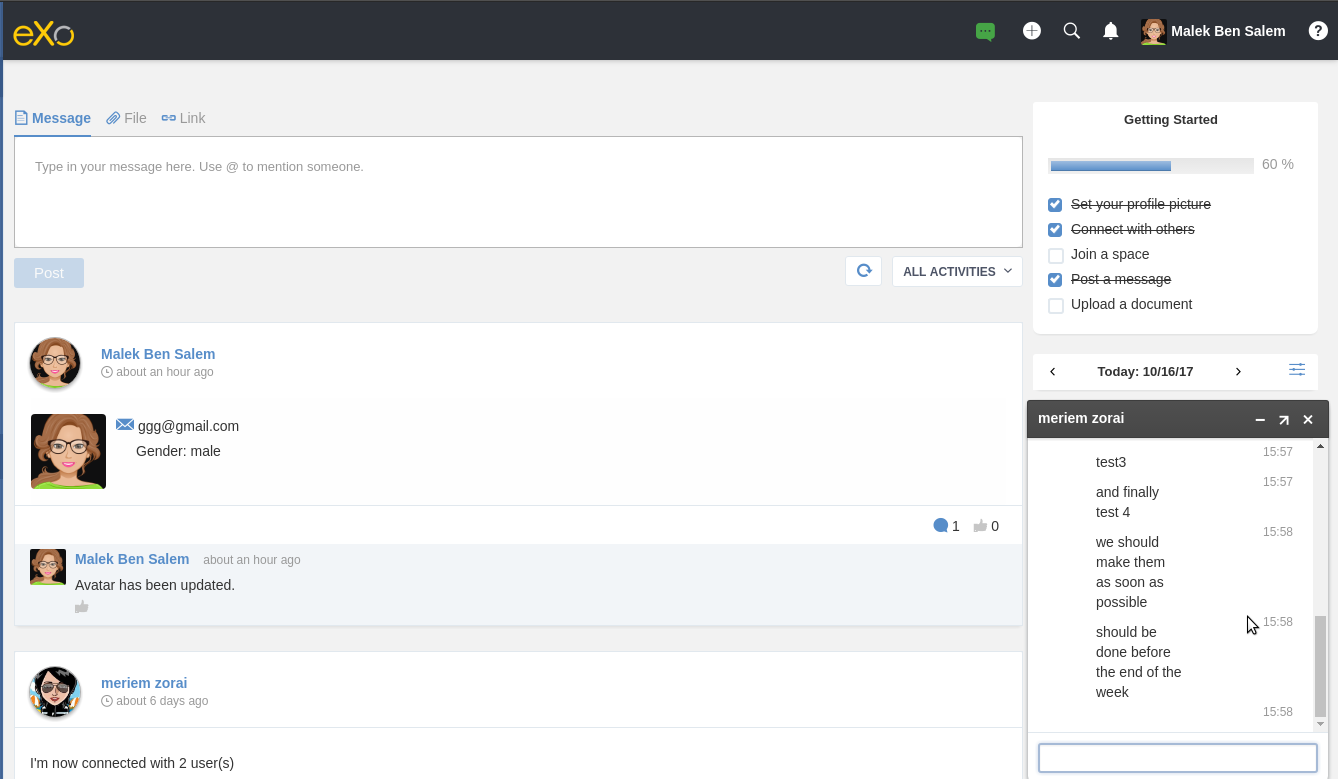 eXo
Malek Ben Salem
?
Message File Link
Type in your message here. Use @ to mention someone.
Post
ALL ACTIVITIES
Malek Ben Salem
about an hour ago
ggg@gmail.com
Gender: male
1 0
Malek Ben Salem about an hour ago
Avatar has been updated.
meriem zorai
about 6 days ago
I'm now connected with 2 user(s)
Getting Started
60 %
Set your profile picture
Connect with others
Join a space
Post a message
Upload a document
Today: 10/16/17
meriem zorai
15:57
test3
15:57
and finally
test 4
15:58
we should
make them
as soon as
possible
15:58
should be
done before
the end of the
week
15:58